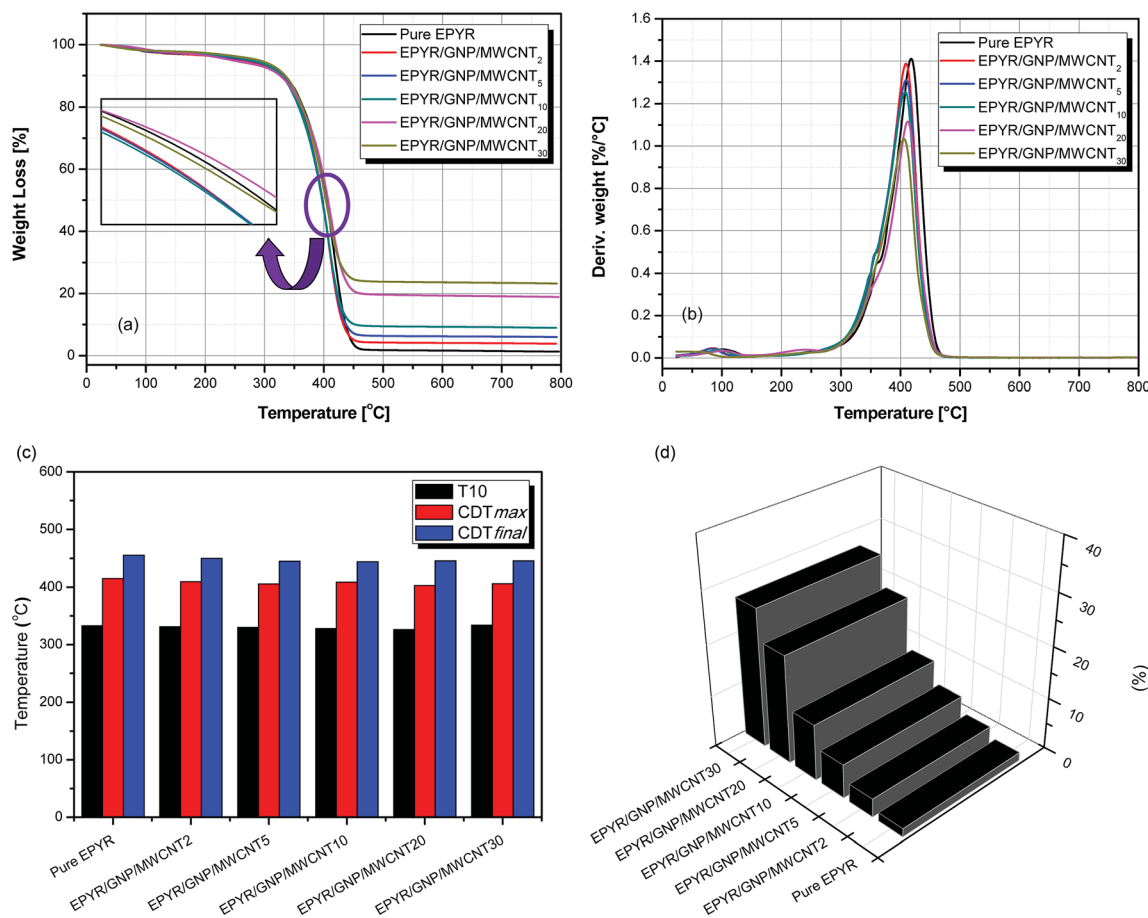 Weight Loss [%]
100
80
60
40
20
0
Pure EPYR
EPYR/GNP/MWCNT2
EPYR/GNP/MWCNT5
EPYR/GNP/MWCNT10
EPYR/GNP/MWCNT20
EPYR/GNP/MWCNT30
(a)
0 100 200 300 400 500 600 700 800
Temperature [°C]
Deriv. weight [%/°C]
1.6
1.4
1.2
1.0
0.8
0.6
0.4
0.2
0.0
Pure EPYR
EPYR/GNP/MWCNT2
EPYR/GNP/MWCNT5
EPYR/GNP/MWCNT10
EPYR/GNP/MWCNT20
EPYR/GNP/MWCNT30
(b)
0 100 200 300 400 500 600 700 800
Temperature [°C]
(c)
Temperature (°C)
600
500
400
300
200
100
0
T10
CDTmax
CDTfinal
Pure EPYR
EPYR/GNP/MWCNT2
EPYR/GNP/MWCNT5
EPYR/GNP/MWCNT10
EPYR/GNP/MWCNT20
EPYR/GNP/MWCNT30
(d)
40
30
20
10
0
(%)
EPYR/GNP/MWCNT30
EPYR/GNP/MWCNT20
EPYR/GNP/MWCNT10
EPYR/GNP/MWCNT5
EPYR/GNP/MWCNT2
Pure EPYR